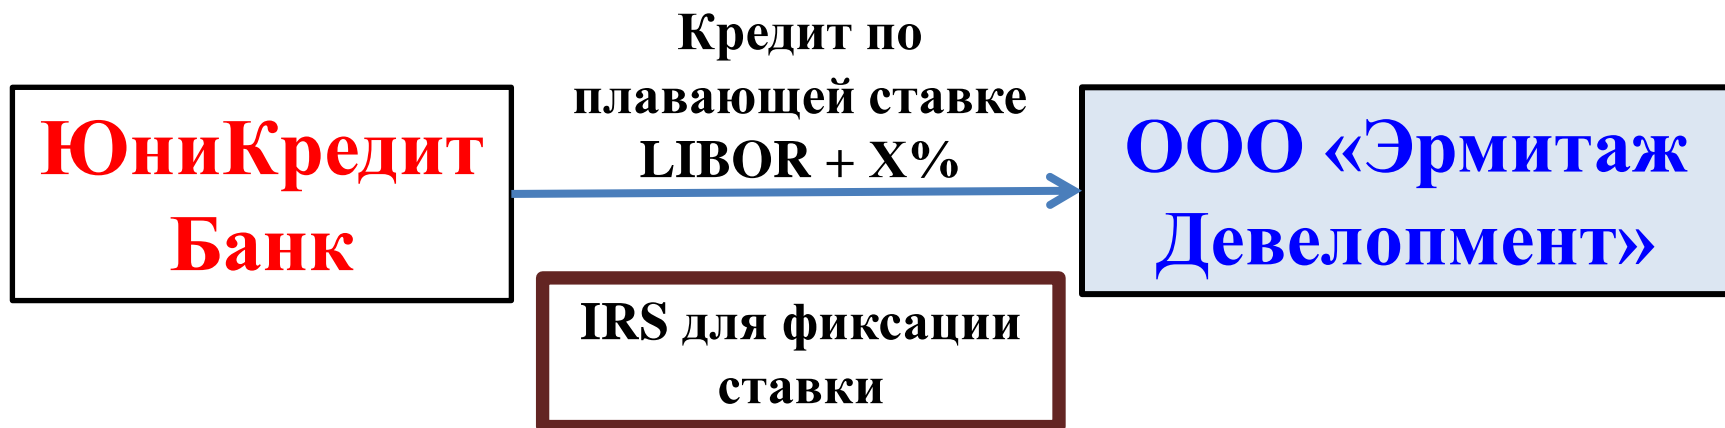 Кредит по
плавающей ставке
LIBOR + X%
ЮниКредит
Банк
ООО «Эрмитаж
Девелопмент»
IRS для фиксации
ставки